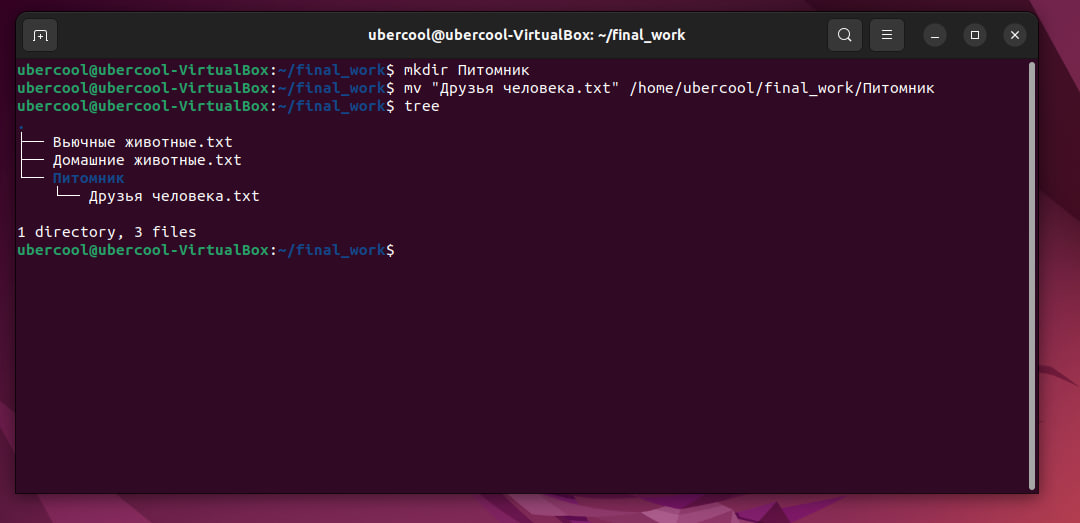 ubercool@ubercool-VirtualBox: ~/final_work
ubercool@ubercool-VirtualBox:~/final_work$ mkdir Питомник
ubercool@ubercool-VirtualBox:~/final_work$ mv "Друзья человека.txt" /home/ubercool/final_work/Питомник
ubercool@ubercool-VirtualBox:~/final_work$ tree
.
├── Вьючные животные.txt
├── Домашние животные.txt
└── Питомник
    └── Друзья человека.txt
1 directory, 3 files
ubercool@ubercool-VirtualBox:~/final_work$